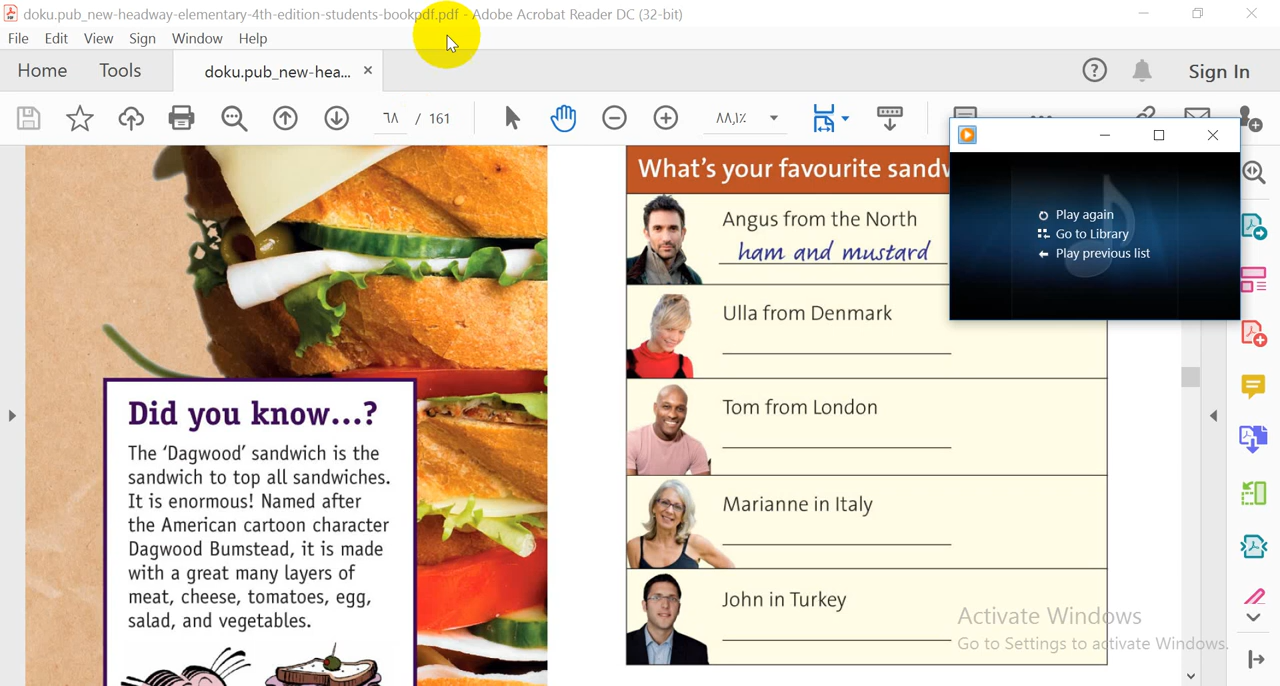 doku.pub_new-headway-elementary-4th-edition-students-bookpdf.pdf - Adobe Acrobat Reader DC (32-bit)
File Edit View Sign Window Help
Home Tools doku.pub_new-hea... Sign In
٦٨ / 161 ٨٨,١٪
What's your favourite sandw
Play again
Go to Library
Play previous list
Angus from the North
ham and mustard
Ulla from Denmark
Tom from London
Marianne in Italy
John in Turkey
Did you know...?
The ‘Dagwood’ sandwich is the
sandwich to top all sandwiches.
It is enormous! Named after
the American cartoon character
Dagwood Bumstead, it is made
with a great many layers of
meat, cheese, tomatoes, egg,
salad, and vegetables.
Activate Windows
Go to Settings to activate Windows.